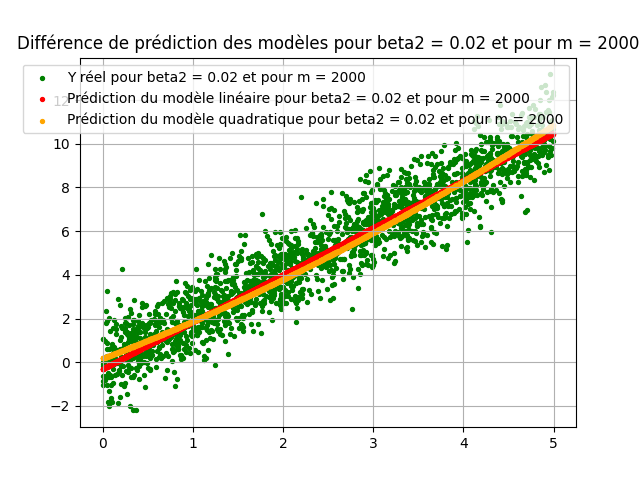 Différence de prédiction des modèles pour beta2 = 0.02 et pour m = 2000
Y réel pour beta2 = 0.02 et pour m = 2000
Prédiction du modèle linéaire pour beta2 = 0.02 et pour m = 2000
Prédiction du modèle quadratique pour beta2 = 0.02 et pour m = 2000
12
10
8
6
4
2
0
−2
0 1 2 3 4 5